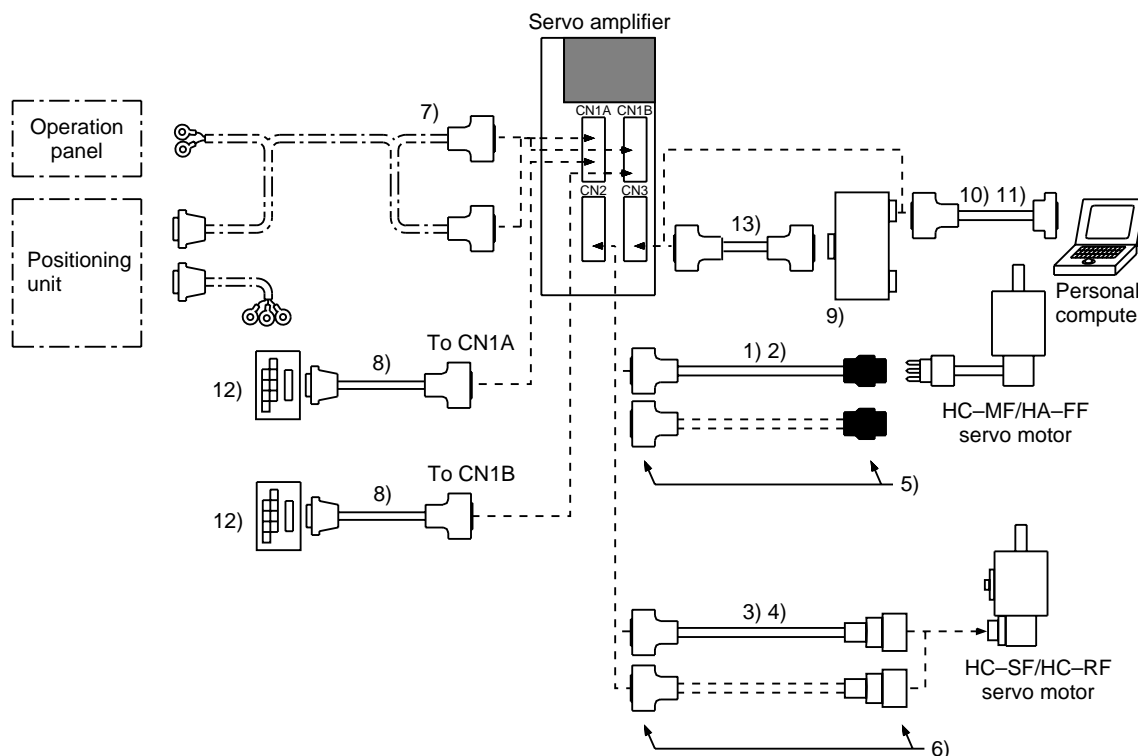 Servo amplifier
CN1A
CN1B
CN2
CN3
Operation
panel
Positioning
unit
7)
13)
10) 11)
9)
Personal
compute
To CN1A
8)
12)
1) 2)
HC–MF/HA–FF
servo motor
5)
To CN1B
8)
12)
3) 4)
HC–SF/HC–RF
servo motor
6)